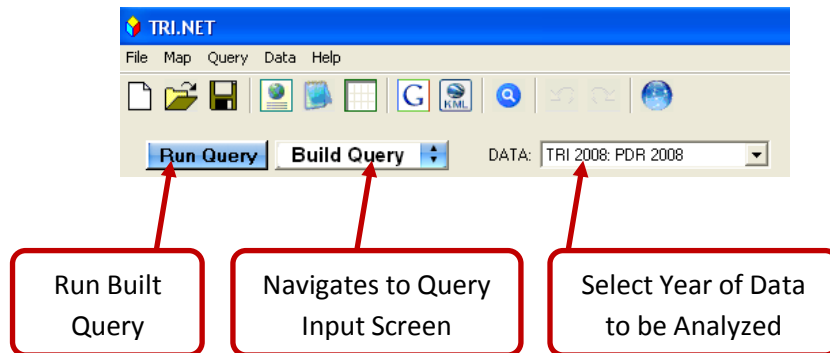 TRI.NET
File Map Query Data Help
G KML
Run Query Build Query DATA: TRI 2008: PDR 2008
Run Built
Query
Navigates to Query
Input Screen
Select Year of Data
to be Analyzed